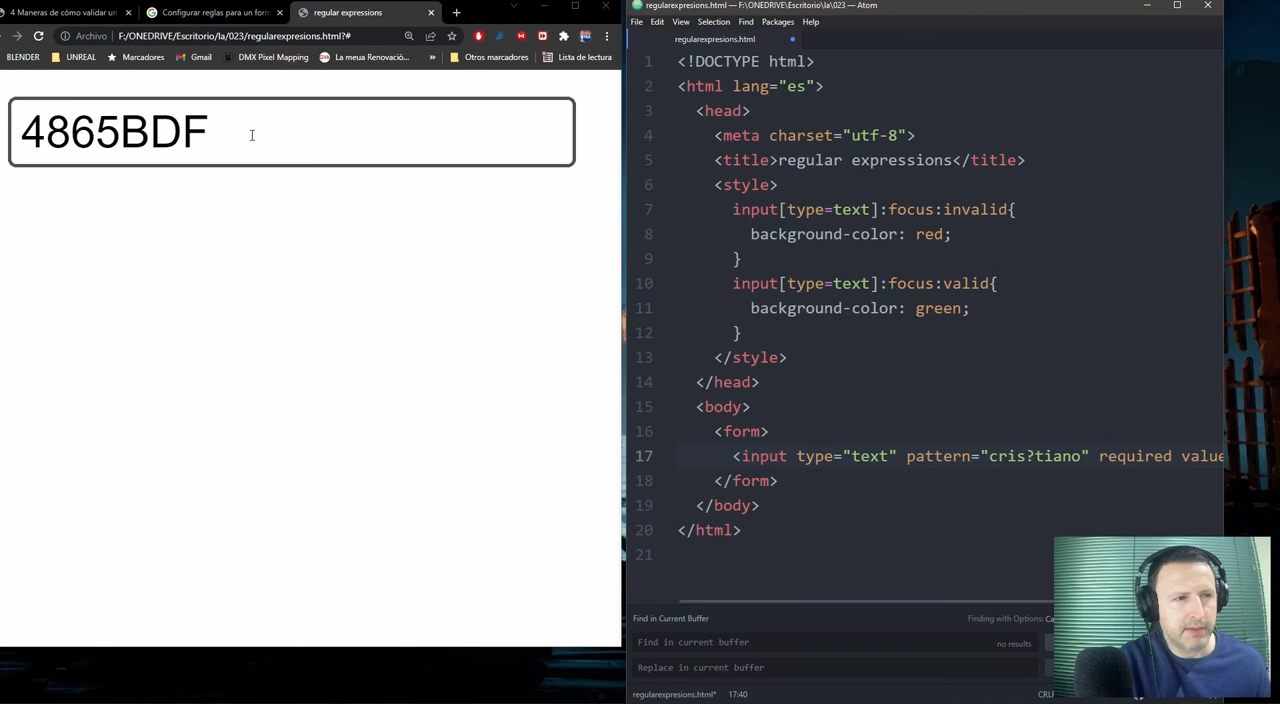 4 Maneras de cómo validar un
Configurar reglas para un form
regular expressions
Archivo
F:/ONEDRIVE/Escritorio/Ia/023/regularexpresions.html?#
BLENDER
UNREAL
Marcadores
Gmail
DMX Pixel Mapping
La meua Renovació...
»
Otros marcadores
Lista de lectura
4865BDF
regularexpresions.html — F:\ONEDRIVE\Escritorio\Ia\023 — Atom
File Edit View Selection Find Packages Help
regularexpresions.html
1 <!DOCTYPE html>
2 <html lang="es">
3 <head>
4 <meta charset="utf-8">
5 <title>regular expressions</title>
6 <style>
7 input[type=text]:focus:invalid{
8 background-color: red;
9 }
10 input[type=text]:focus:valid{
11 background-color: green;
12 }
13 </style>
14 </head>
15 <body>
16 <form>
17 <input type="text" pattern="cris?tiano" required value
18 </form>
19 </body>
20 </html>
21
Find in Current Buffer
Finding with Options: Ca
Find in current buffer
no results
Replace in current buffer
regularexpresions.html* 17:40
CRLF